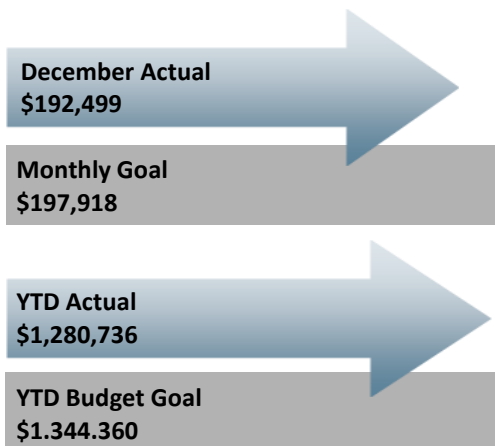 December Actual
$192,499
Monthly Goal
$197,918
YTD Actual
$1,280,736
YTD Budget Goal
$1.344.360